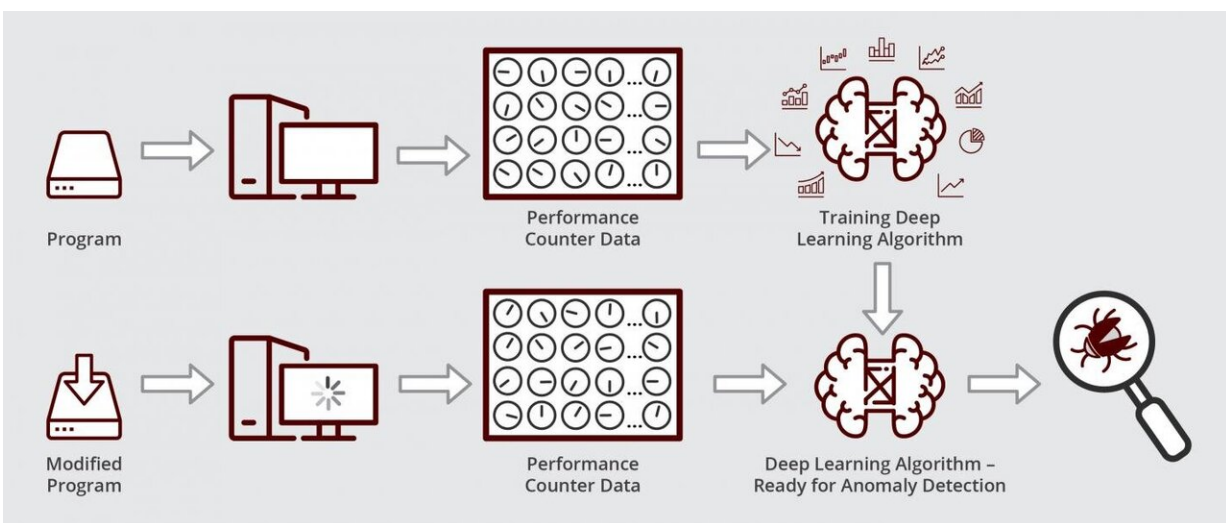 Program
Performance
Counter Data
Training Deep
Learning Algorithm
Modified
Program
Performance
Counter Data
Deep Learning Algorithm –
Ready for Anomaly Detection